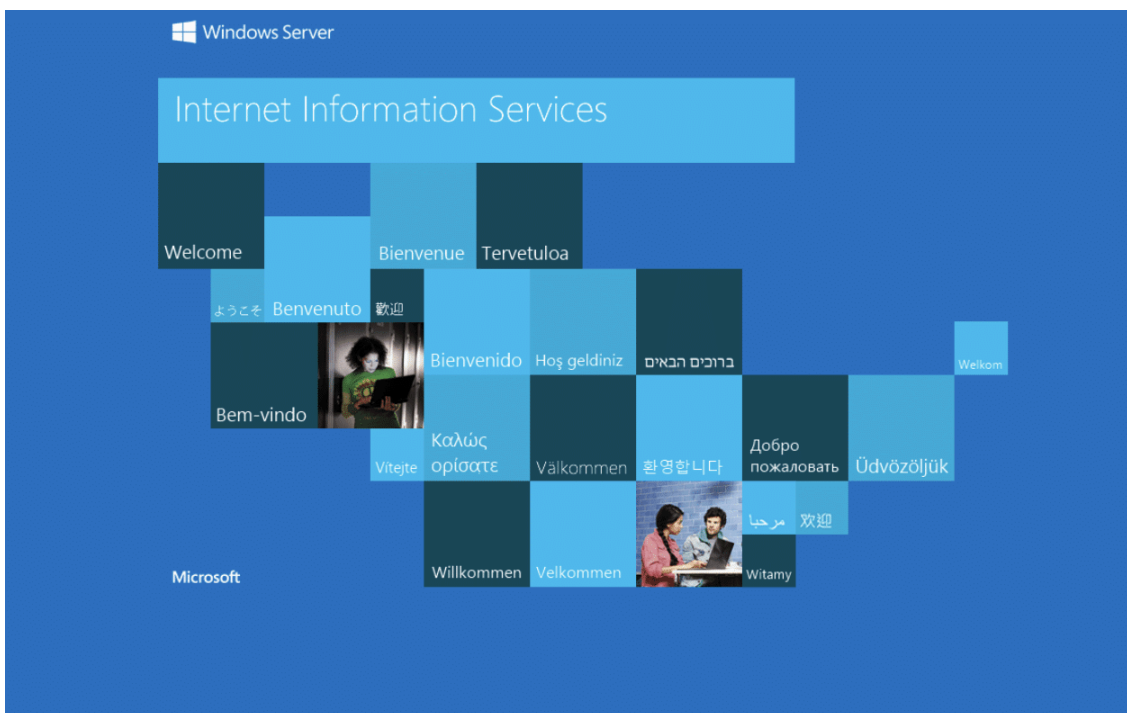 Windows Server
Internet Information Services
Welcome
Bienvenue
Tervetuloa
ようこそ
Benvenuto
歡迎
Bienvenido
Hoş geldiniz
ברוכים הבאים
Welkom
Bem-vindo
Vítejte
Καλώς
ορίσατε
Välkommen
환영합니다
Добро
пожаловать
Üdvözöljük
مرحبا
欢迎
Willkommen
Velkommen
Witamy
Microsoft